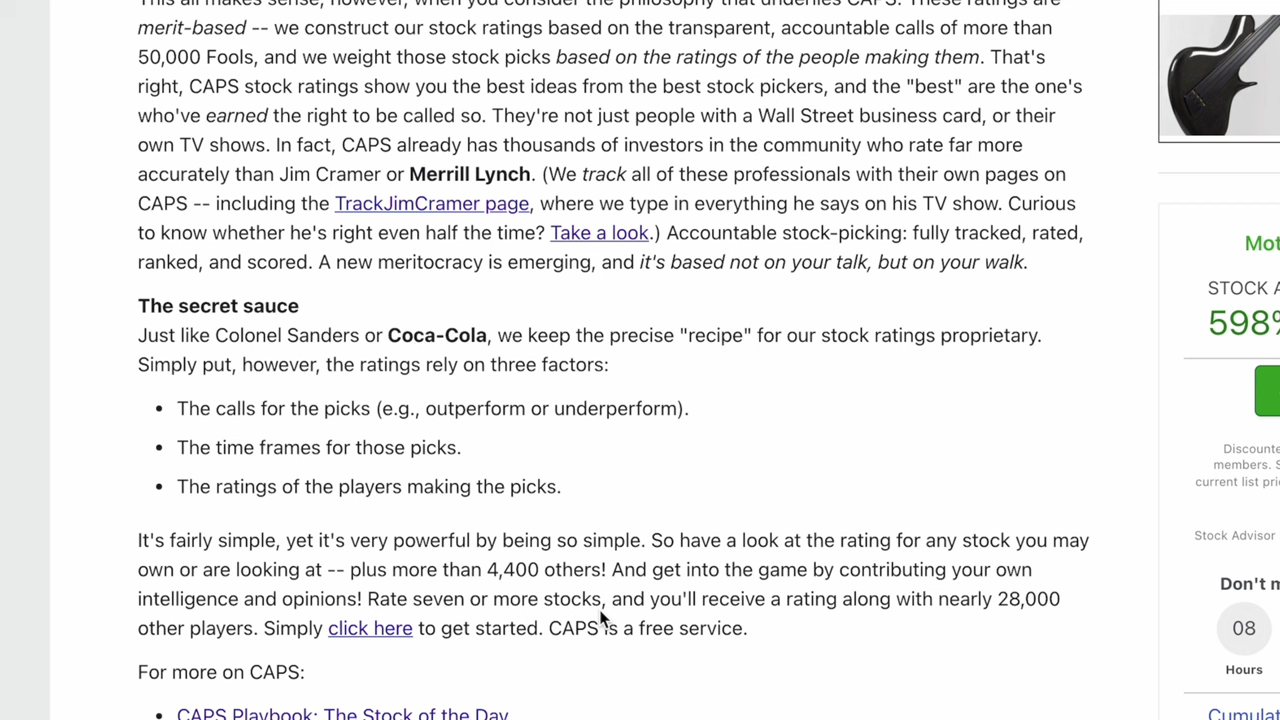 This all makes sense, however, when you consider the philosophy that underlies CAPS. These ratings are
merit-based -- we construct our stock ratings based on the transparent, accountable calls of more than
50,000 Fools, and we weight those stock picks based on the ratings of the people making them. That's
right, CAPS stock ratings show you the best ideas from the best stock pickers, and the "best" are the one's
who've earned the right to be called so. They're not just people with a Wall Street business card, or their
own TV shows. In fact, CAPS already has thousands of investors in the community who rate far more
accurately than Jim Cramer or Merrill Lynch. (We track all of these professionals with their own pages on
CAPS -- including the TrackJimCramer page, where we type in everything he says on his TV show. Curious
to know whether he's right even half the time? Take a look.) Accountable stock-picking: fully tracked, rated,
ranked, and scored. A new meritocracy is emerging, and it's based not on your talk, but on your walk.
The secret sauce
Just like Colonel Sanders or Coca-Cola, we keep the precise "recipe" for our stock ratings proprietary.
Simply put, however, the ratings rely on three factors:
• The calls for the picks (e.g., outperform or underperform).
• The time frames for those picks.
• The ratings of the players making the picks.
It's fairly simple, yet it's very powerful by being so simple. So have a look at the rating for any stock you may
own or are looking at -- plus more than 4,400 others! And get into the game by contributing your own
intelligence and opinions! Rate seven or more stocks, and you'll receive a rating along with nearly 28,000
other players. Simply click here to get started. CAPS is a free service.
For more on CAPS:
• CAPS Playbook: The Stock of the Day
Mot
STOCK A
598%
Discounte
members. S
current list pri
Stock Advisor
Don't m
08
Hours
Cumulat